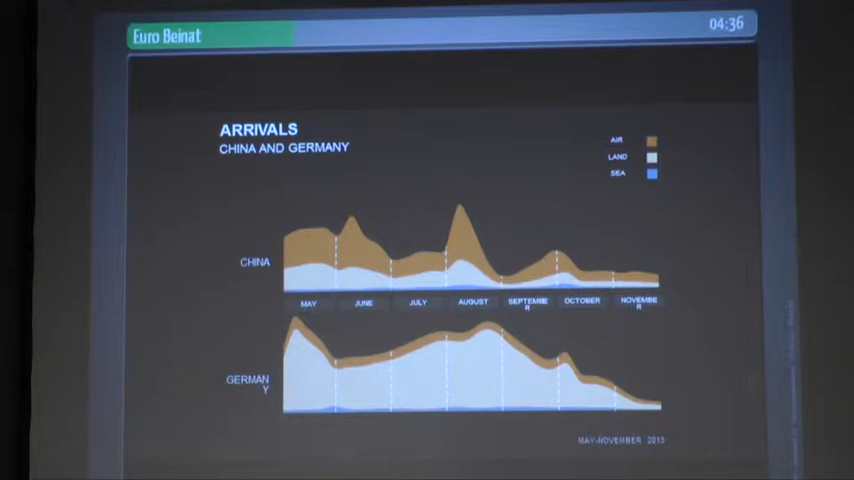 Euro Beinat
04:36
ARRIVALS
CHINA AND GERMANY
AIR
LAND
SEA
CHINA
MAY
JUNE
JULY
AUGUST
SEPTEMBE
R
OCTOBER
NOVEMBE
R
GERMAN
Y
MAY-NOVEMBER 2013